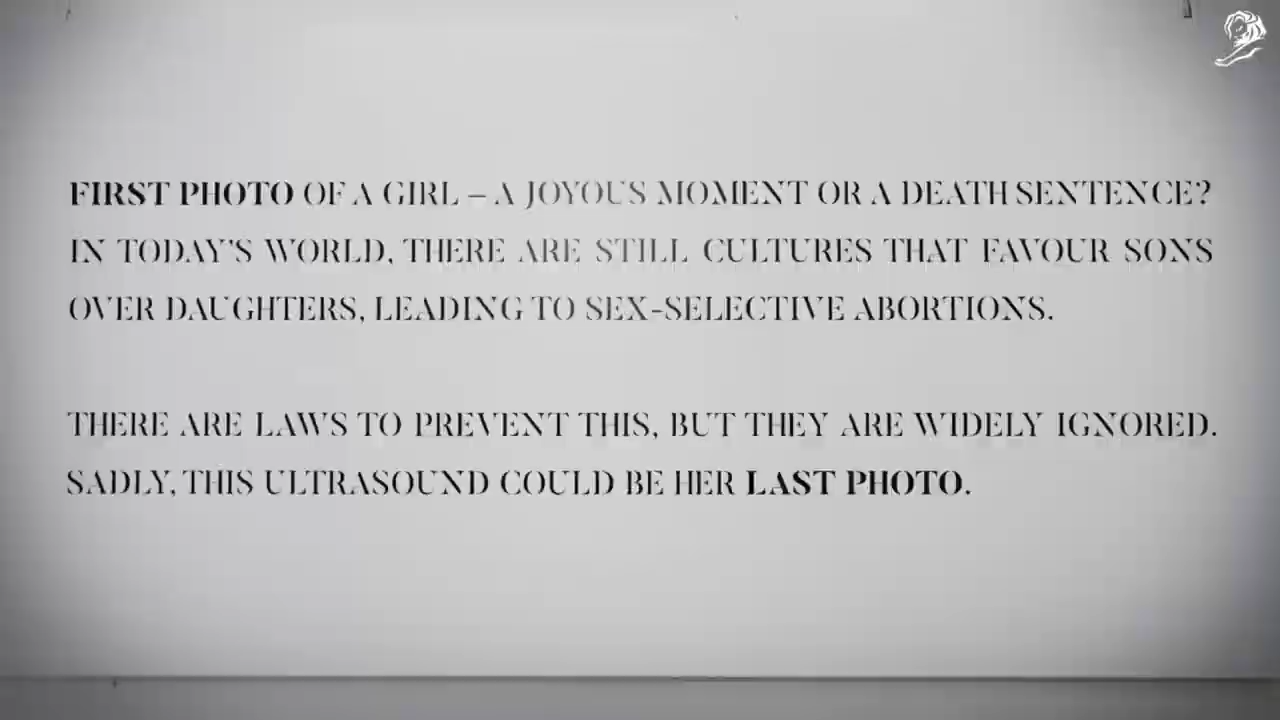 FIRST PHOTO OF A GIRL – A JOYOUS MOMENT OR A DEATH SENTENCE?
IN TODAY'S WORLD, THERE ARE STILL CULTURES THAT FAVOUR SONS
OVER DAUGHTERS, LEADING TO SEX-SELECTIVE ABORTIONS.
THERE ARE LAWS TO PREVENT THIS, BUT THEY ARE WIDELY IGNORED.
SADLY, THIS ULTRASOUND COULD BE HER LAST PHOTO.